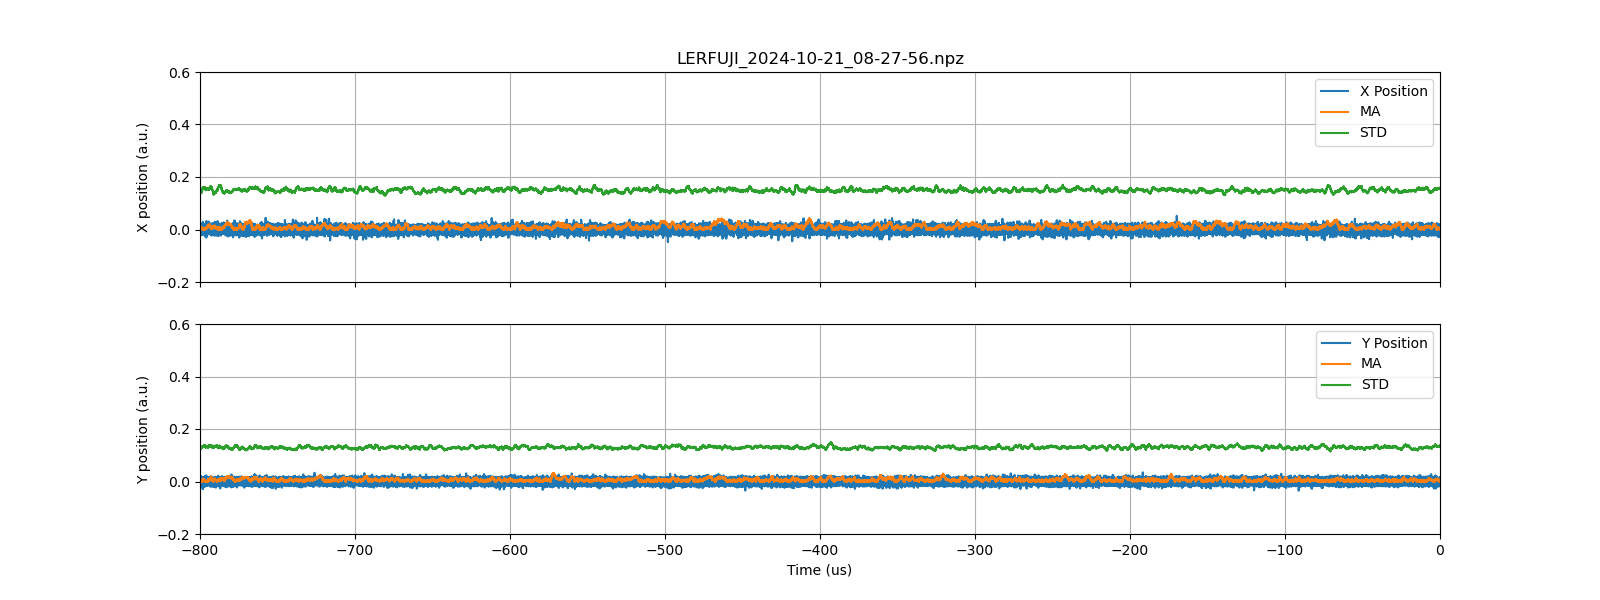 LERFUJI_2024-10-21_08-27-56.npz
X position (a.u.)
0.6
0.4
0.2
0.0
−0.2
X Position
MA
STD
Y position (a.u.)
0.6
0.4
0.2
0.0
−0.2
Y Position
MA
STD
−800 −700 −600 −500 −400 −300 −200 −100 0
Time (us)